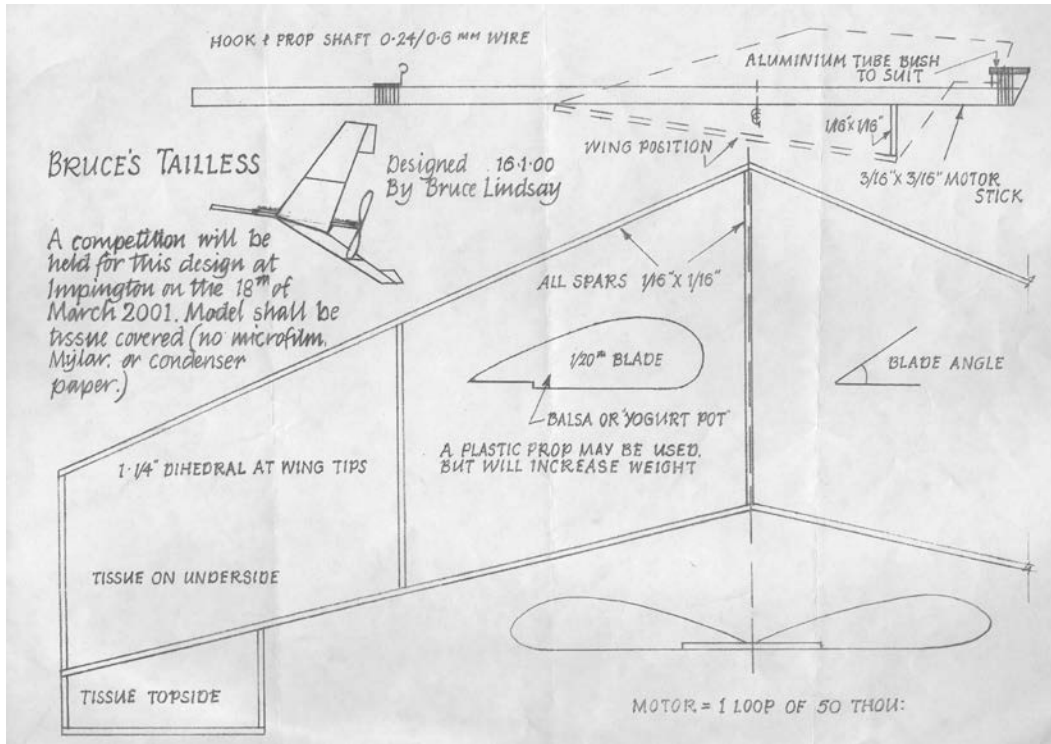 HOOK & PROP SHAFT 0·24/0·6 MM WIRE
ALUMINIUM TUBE BUSH
TO SUIT
1/16"x 1/16"
WING POSITION
3/16"x 3/16" MOTOR
STICK
BRUCE'S TAILLESS
Designed 16·1·00
By Bruce Lindsay
A competition will be
held for this design at
Impington on the 18th of
March 2001. Model shall be
tissue covered (no microfilm,
Mylar, or condenser
paper.)
ALL SPARS 1/16"x 1/16"
1/20TH BLADE
BLADE ANGLE
BALSA OR "YOGURT POT"
A PLASTIC PROP MAY BE USED,
BUT WILL INCREASE WEIGHT
1·1/4" DIHEDRAL AT WING TIPS
TISSUE ON UNDERSIDE
TISSUE TOPSIDE
MOTOR = 1 LOOP OF 50 THOU: